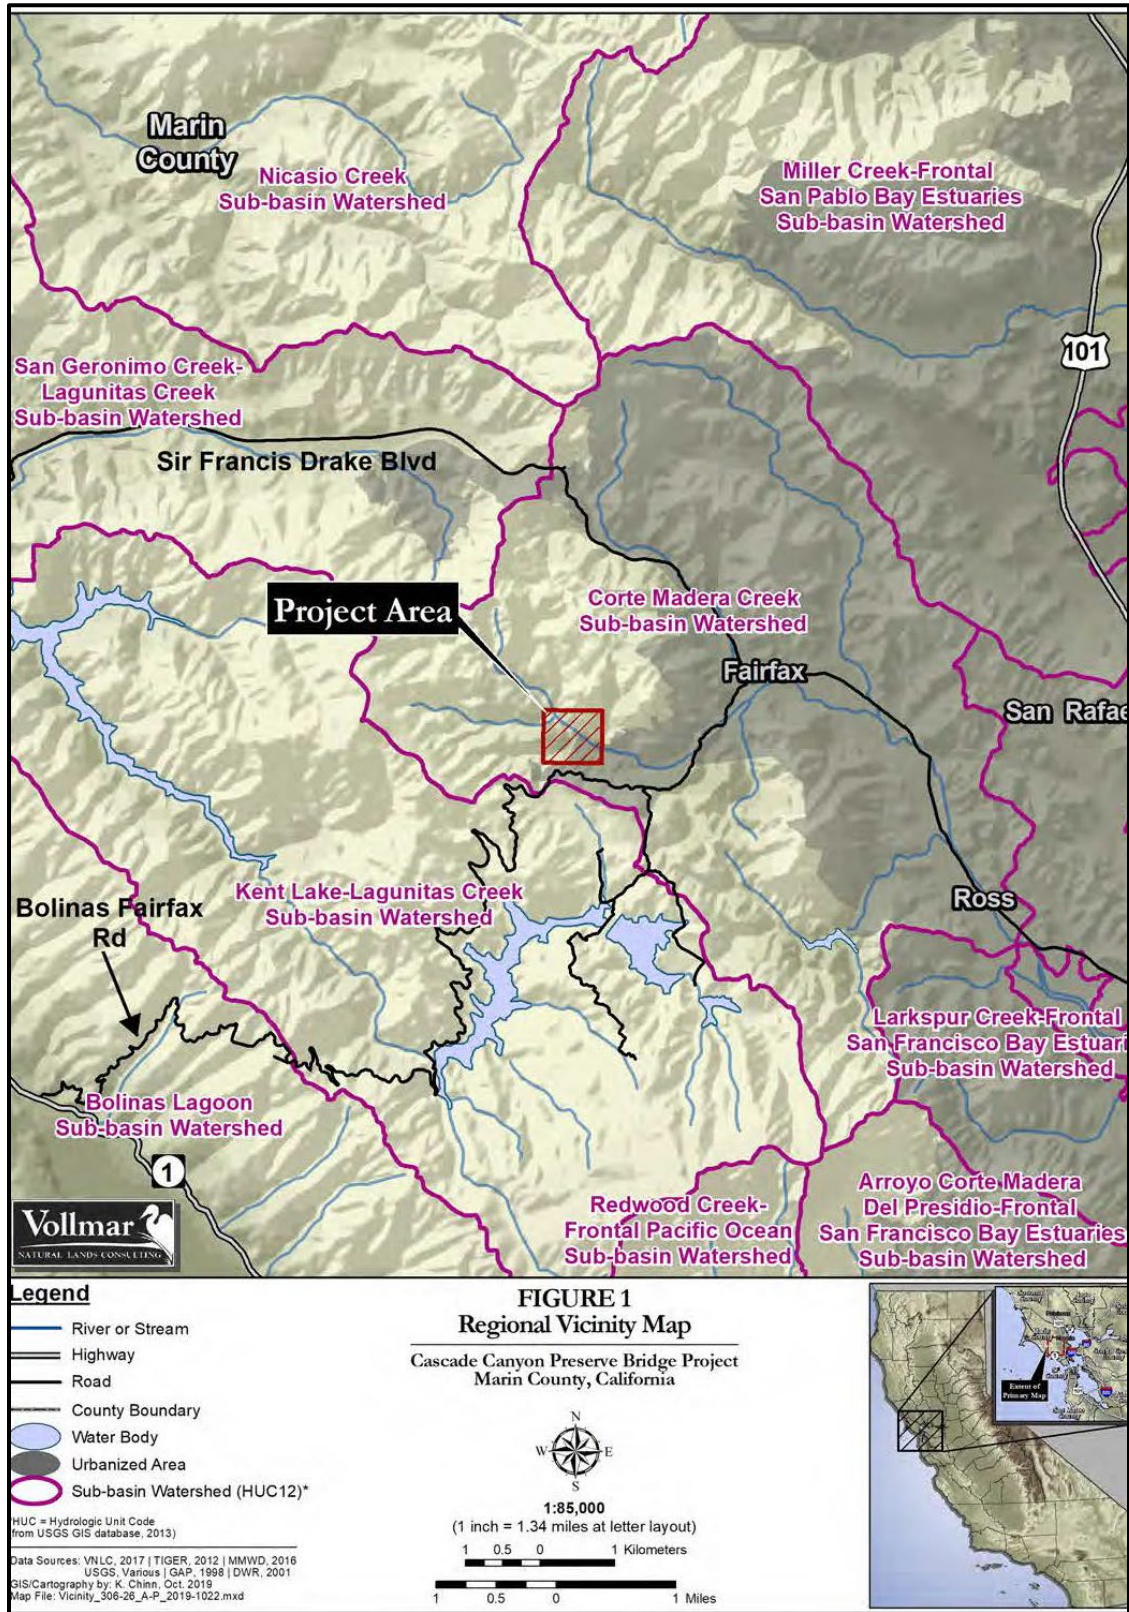 Marin
County
Nicasio Creek
Sub-basin Watershed
Miller Creek-Frontal
San Pablo Bay Estuaries
Sub-basin Watershed
101
San Geronimo Creek-
Lagunitas Creek
Sub-basin Watershed
Sir Francis Drake Blvd
Project Area
Corte Madera Creek
Sub-basin Watershed
Fairfax
San Rafae
Kent Lake-Lagunitas Creek
Sub-basin Watershed
Bolinas Fairfax
Rd
Ross
Larkspur Creek-Frontal
San Francisco Bay Estuari
Sub-basin Watershed
Bolinas Lagoon
Sub-basin Watershed
1
Redwood Creek-
Frontal Pacific Ocean
Sub-basin Watershed
Arroyo Corte Madera
Del Presidio-Frontal
San Francisco Bay Estuaries
Sub-basin Watershed
Vollmar
NATURAL LANDS CONSULTING
Legend
River or Stream
Highway
Road
County Boundary
Water Body
Urbanized Area
Sub-basin Watershed (HUC12)*
*HUC = Hydrologic Unit Code
(from USGS GIS database, 2013)
Data Sources: VNLC, 2017 | TIGER, 2012 | MMWD, 2016
USGS, Various | GAP, 1998 | DWR, 2001
GIS/Cartography by: K. Chinn, Oct. 2019
Map File: Vicinity_306-26_A-P_2019-1022.mxd
FIGURE 1
Regional Vicinity Map
Cascade Canyon Preserve Bridge Project
Marin County, California
N
W E
S
1:85,000
(1 inch = 1.34 miles at letter layout)
1 0.5 0 1 Kilometers
1 0.5 0 1 Miles
Extent of
Primary Map